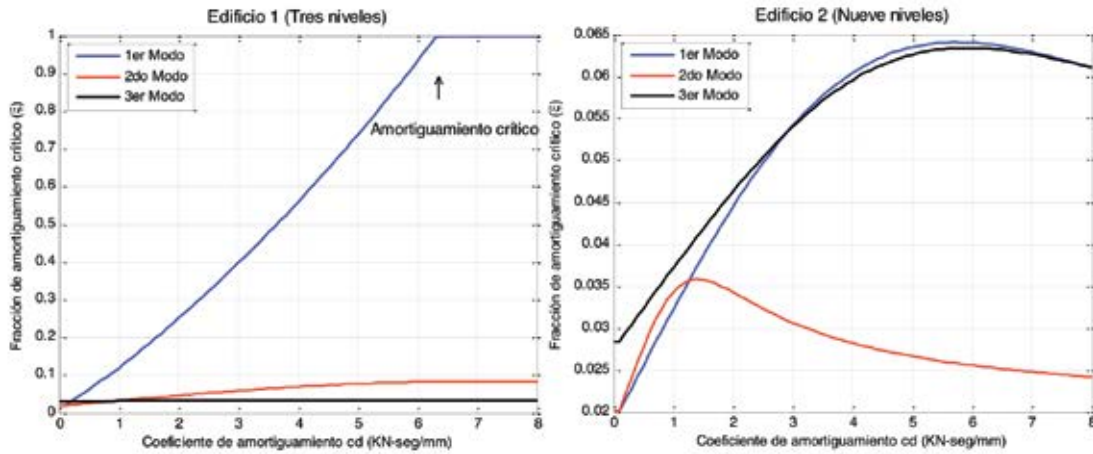 Edificio 1 (Tres niveles)
1
0.9
0.8
0.7
0.6
0.5
0.4
0.3
0.2
0.1
0
Fracción de amortiguamiento crítico (ξ)
1er Modo
2do Modo
3er Modo
Amortiguamiento crítico
0 1 2 3 4 5 6 7 8
Coeficiente de amortiguamiento cd (KN-seg/mm)
Edificio 2 (Nueve niveles)
0.065
0.06
0.055
0.05
0.045
0.04
0.035
0.03
0.025
0.02
Fracción de amortiguamiento crítico (ξ)
1er Modo
2do Modo
3er Modo
0 1 2 3 4 5 6 7 8
Coeficiente de amortiguamiento cd (KN-seg/mm)